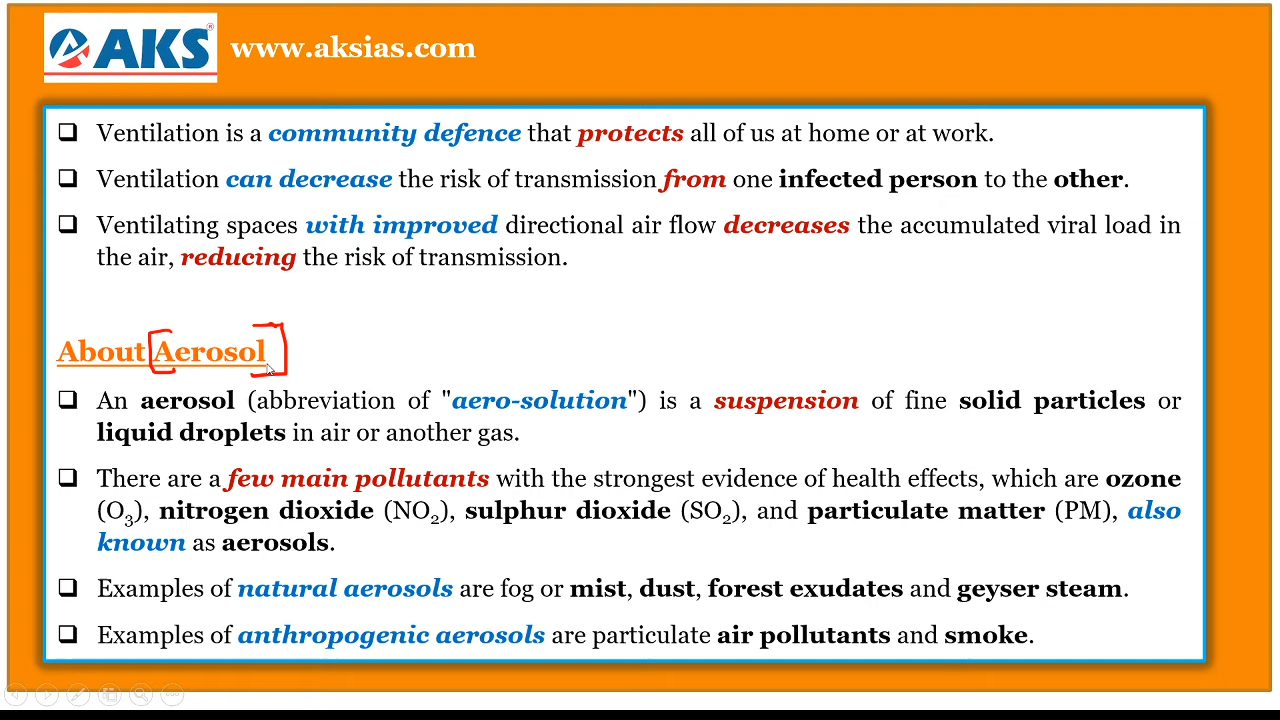 AKS® www.aksias.com
❑ Ventilation is a community defence that protects all of us at home or at work.
❑ Ventilation can decrease the risk of transmission from one infected person to the other.
❑ Ventilating spaces with improved directional air flow decreases the accumulated viral load in
the air, reducing the risk of transmission.
About Aerosol
❑ An aerosol (abbreviation of "aero-solution") is a suspension of fine solid particles or
liquid droplets in air or another gas.
❑ There are a few main pollutants with the strongest evidence of health effects, which are ozone
(O₃), nitrogen dioxide (NO₂), sulphur dioxide (SO₂), and particulate matter (PM), also
known as aerosols.
❑ Examples of natural aerosols are fog or mist, dust, forest exudates and geyser steam.
❑ Examples of anthropogenic aerosols are particulate air pollutants and smoke.